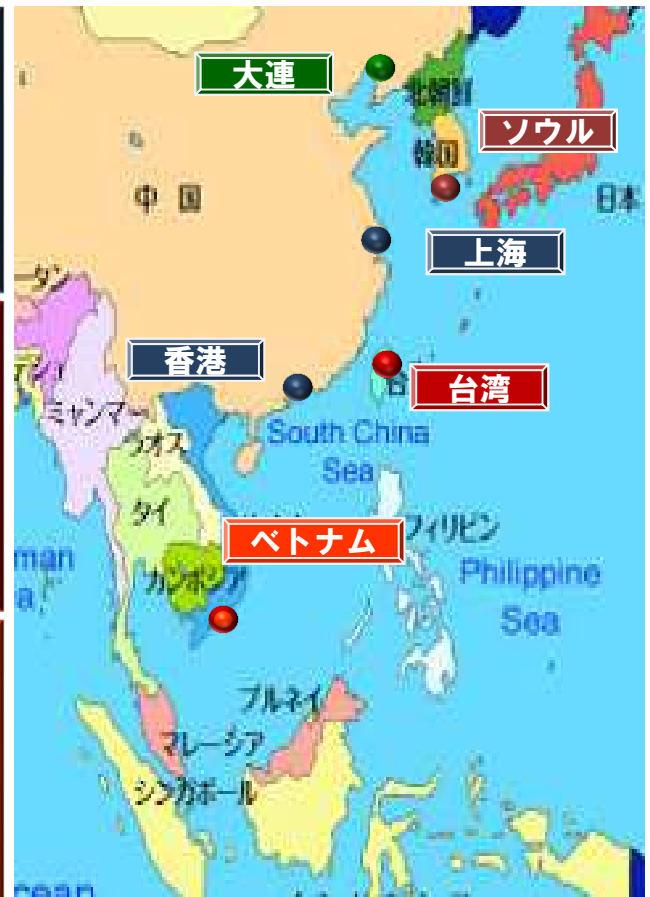 大連
北朝鮮
ソウル
韓国
中 国
日本
上海
香港
台湾
ミャンマー
ラオス
South China
Sea
タイ
ベトナム
フィリピン
man
カンボジア
Philippine
Sea
ブルネイ
マレーシア
シンガポール
cean